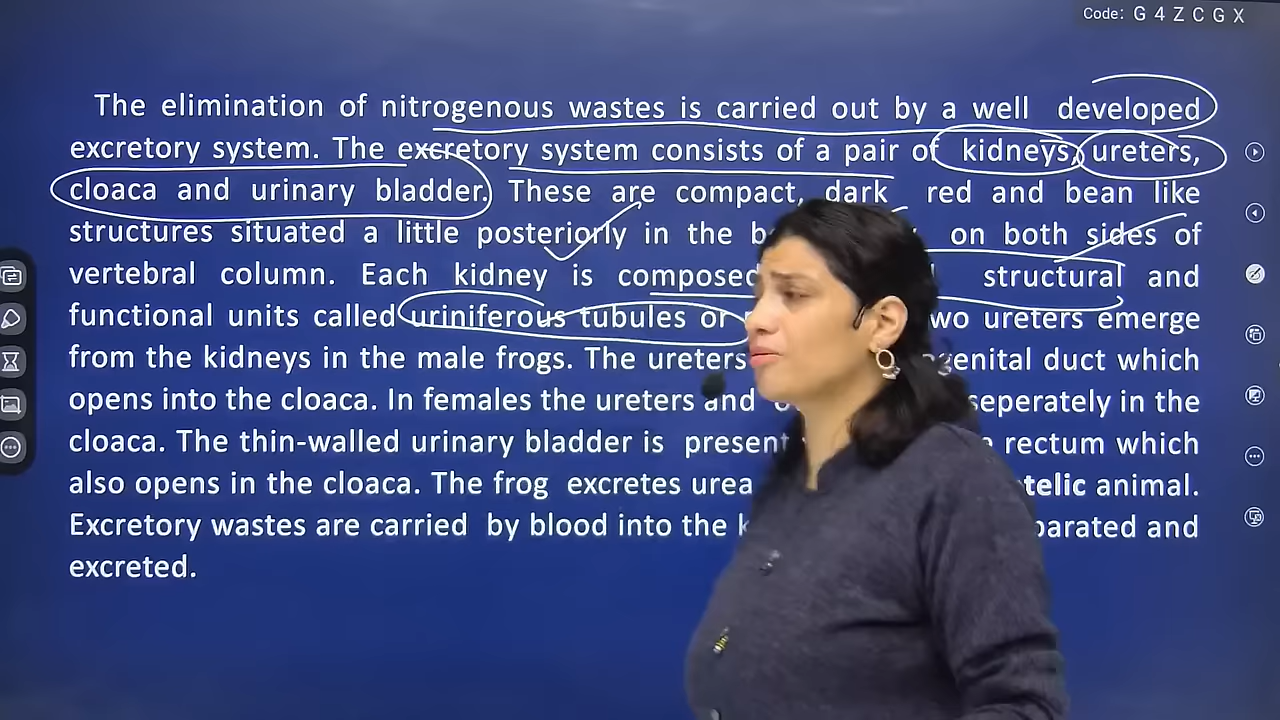 Code: G 4 Z C G X
The elimination of nitrogenous wastes is carried out by a well developed
excretory system. The excretory system consists of a pair of kidneys, ureters,
cloaca and urinary bladder. These are compact, dark red and bean like
structures situated a little posteriorly in the on both sides of
vertebral column. Each kidney is composed structural and
functional units called uriniferous tubules or ureters emerge
from the kidneys in the male frogs. The ureters duct which
opens into the cloaca. In females the ureters and seperately in the
cloaca. The thin-walled urinary bladder is present rectum which
also opens in the cloaca. The frog excretes urea animal.
Excretory wastes are carried by blood into the and
excreted.